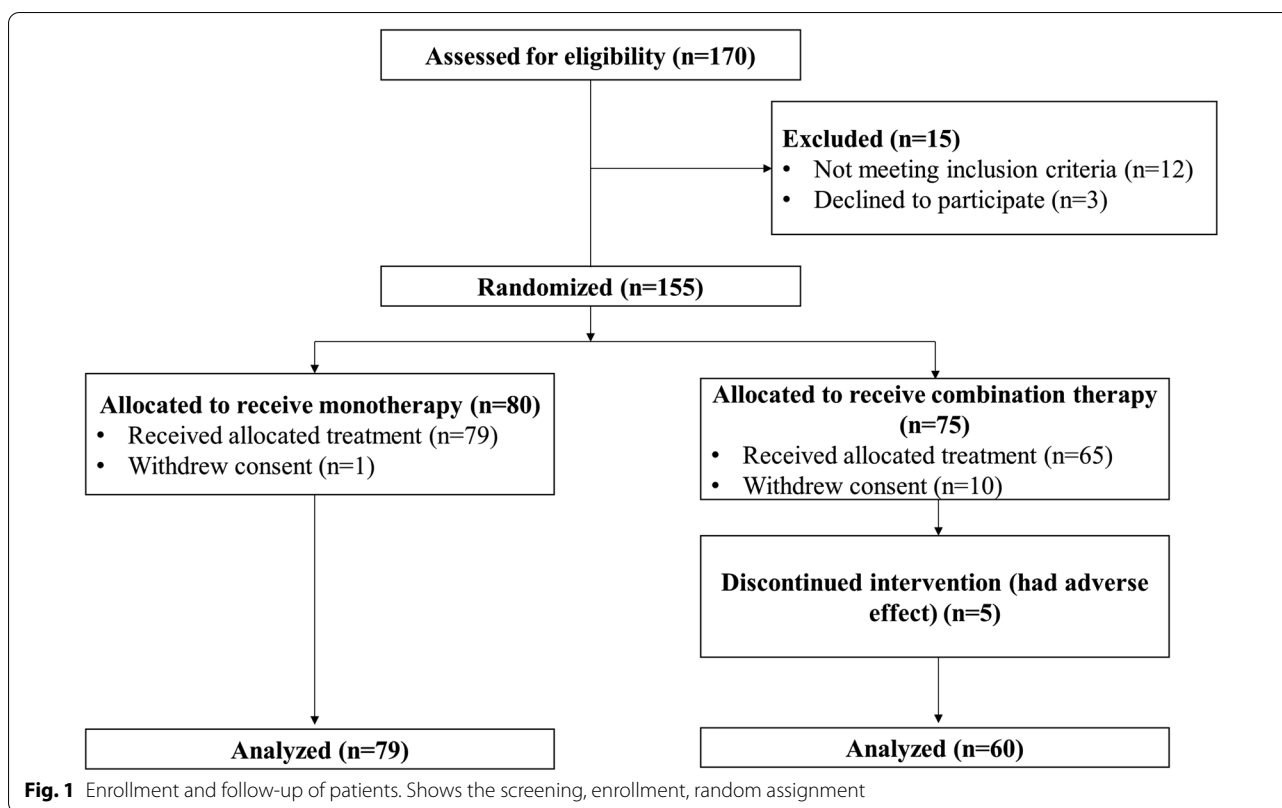 Assessed for eligibility (n=170)
Excluded (n=15)
• Not meeting inclusion criteria (n=12)
• Declined to participate (n=3)
Randomized (n=155)
Allocated to receive monotherapy (n=80)
• Received allocated treatment (n=79)
• Withdrew consent (n=1)
Allocated to receive combination therapy
(n=75)
• Received allocated treatment (n=65)
• Withdrew consent (n=10)
Discontinued intervention (had adverse
effect) (n=5)
Analyzed (n=79)
Analyzed (n=60)
Fig. 1 Enrollment and follow-up of patients. Shows the screening, enrollment, random assignment